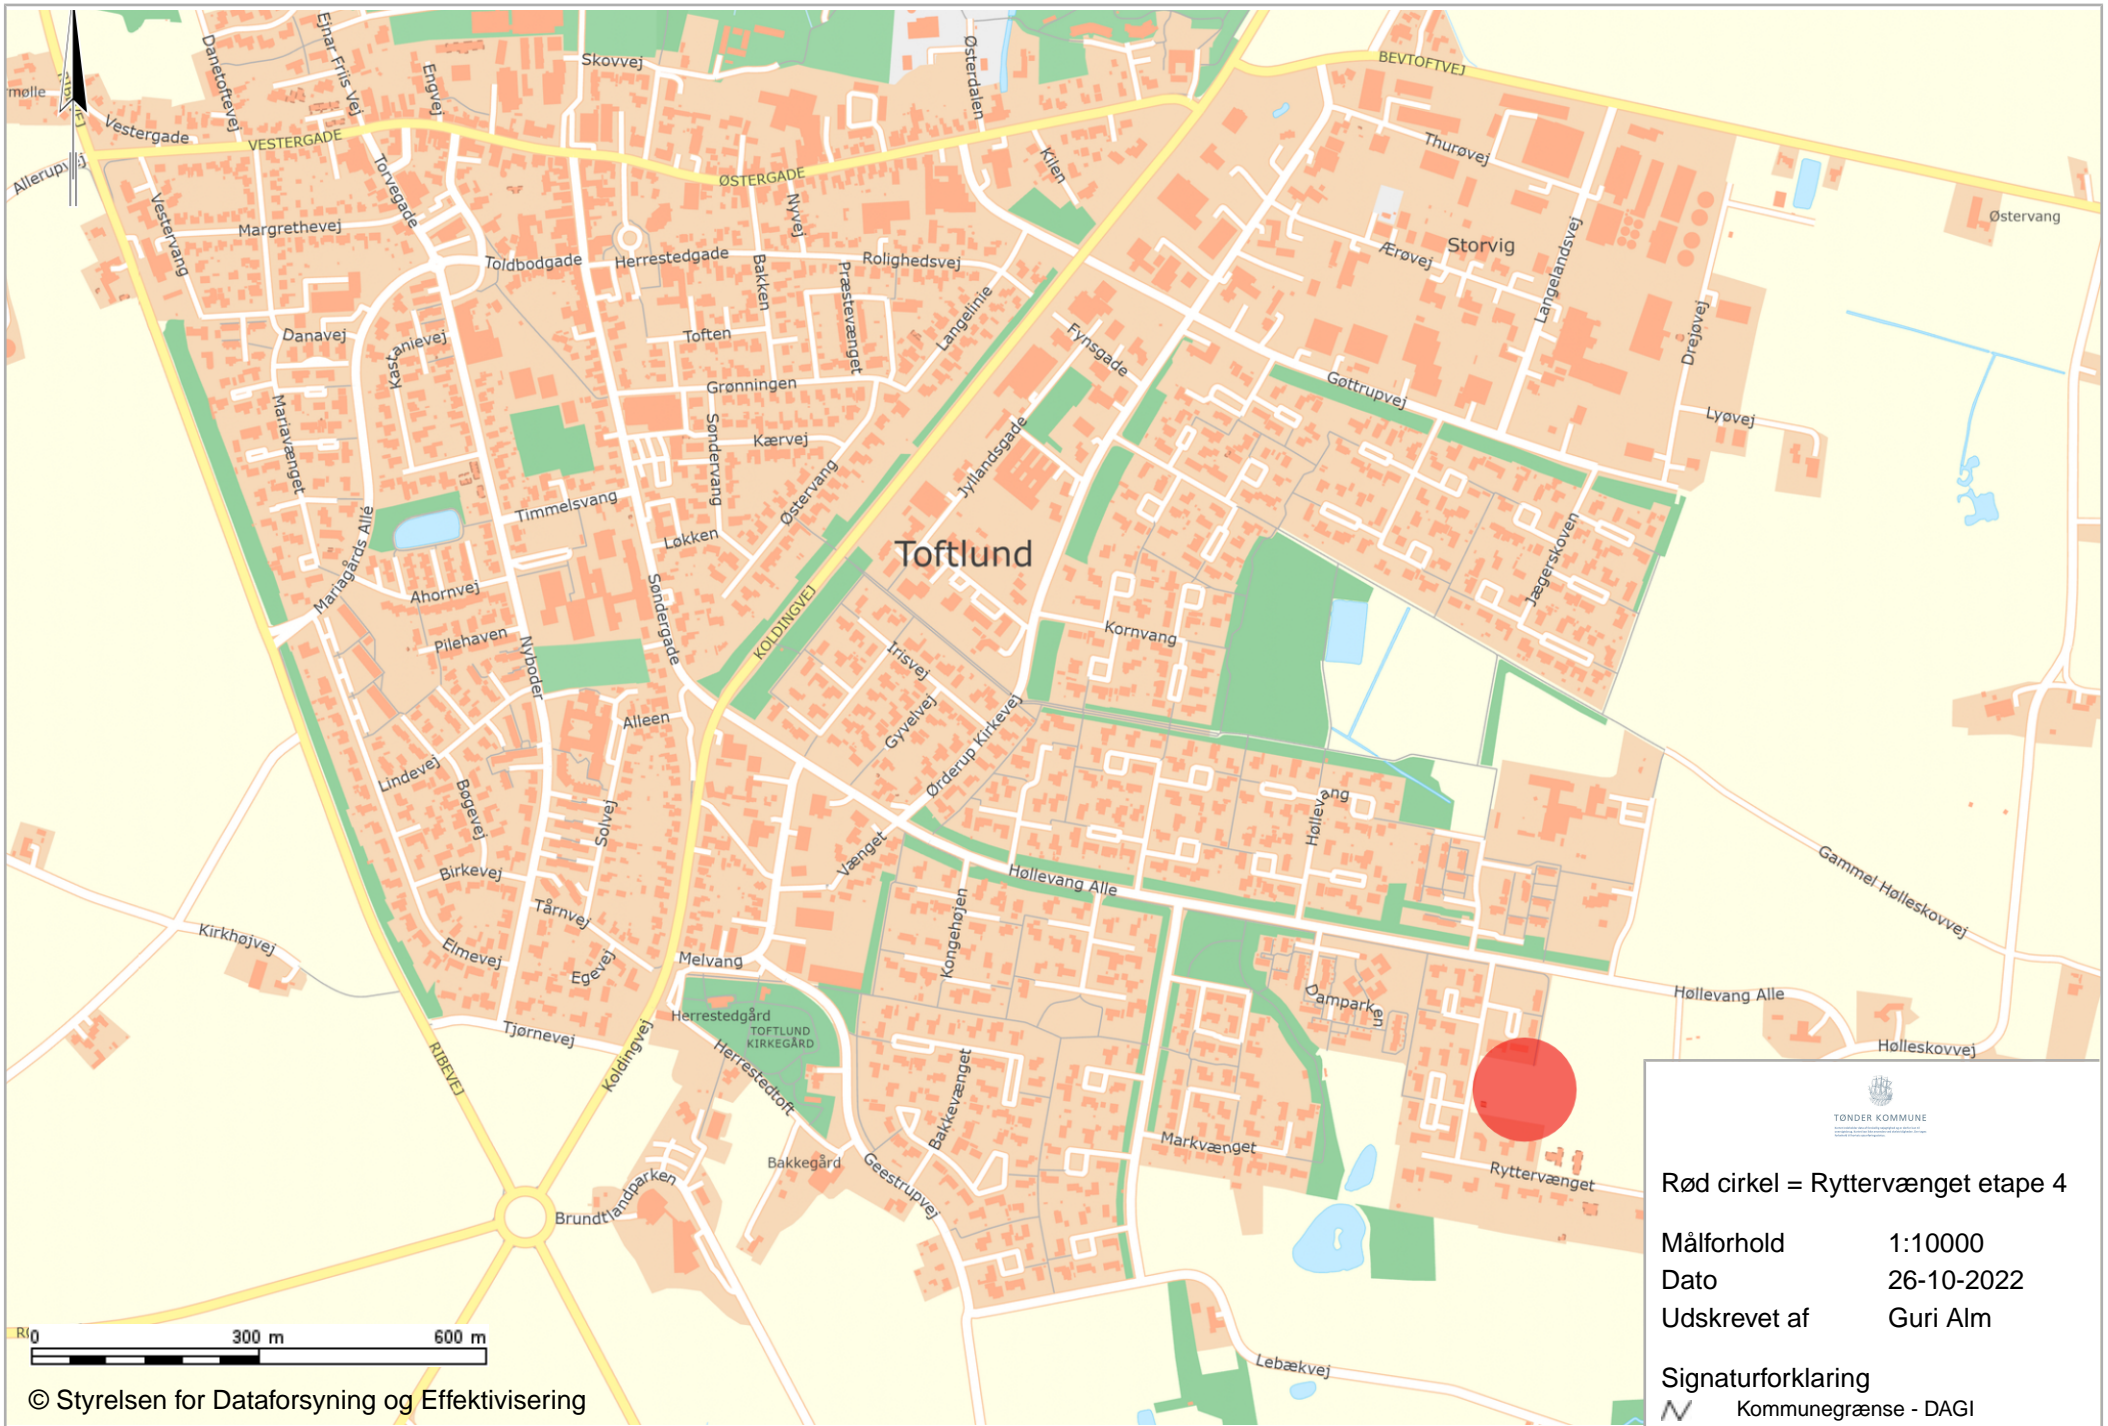 Skovvej
Østerdalen
BEVTOFTVEJ
Danetoftevej
Ejnar Friis Vej
Engvej
mølle
Vestergade
VESTERGADE
Allerupvej
Torvegade
ØSTERGADE
Kilen
Thurøvej
Østervang
Vestervang
Margrethevej
Nyvej
Toldbodgade
Herrestedgade
Bakken
Rolighedsvej
Præstevænget
Ærøvej
Storvig
Langelandsvej
Drejøvej
Danavej
Kastanievej
Toften
Langelinie
Fynsgade
Grønningen
Gøttrupvej
Lyøvej
Mariavænget
Søndervang
Kærvej
Østervang
Jyllandsgade
Timmelsvang
Løkken
Toftlund
Jægerskoven
Mariagårds Allé
Ahornvej
Søndergade
KOLDINGVEJ
Kornvang
Pilehaven
Nyboder
Irisvej
Alleen
Gyvelvej
Ørderup Kirkevej
Lindevej
Bøgevej
Solvej
Høllevang
Vænget
Birkevej
Høllevang Alle
Gammel Hølleskovvej
Tårnvej
Kongehøjen
Kirkhøjvej
Elmevej
Egevej
Melvang
Damparken
Høllevang Alle
Herrestedgård
TOFTLUND
KIRKEGÅRD
Tjørnevej
RIBEVEJ
Koldingvej
Herrestedtoft
Bakkevænget
Hølleskovvej
Markvænget
Bakkegård
Geestrupvej
Ryttervænget
Brundtlandparken
Lebækvej
TØNDER KOMMUNE
Rød cirkel = Ryttervænget etape 4
Målforhold 1:10000
Dato 26-10-2022
Udskrevet af Guri Alm
Signaturforklaring
Kommunegrænse - DAGI
0 300 m 600 m
© Styrelsen for Dataforsyning og Effektivisering